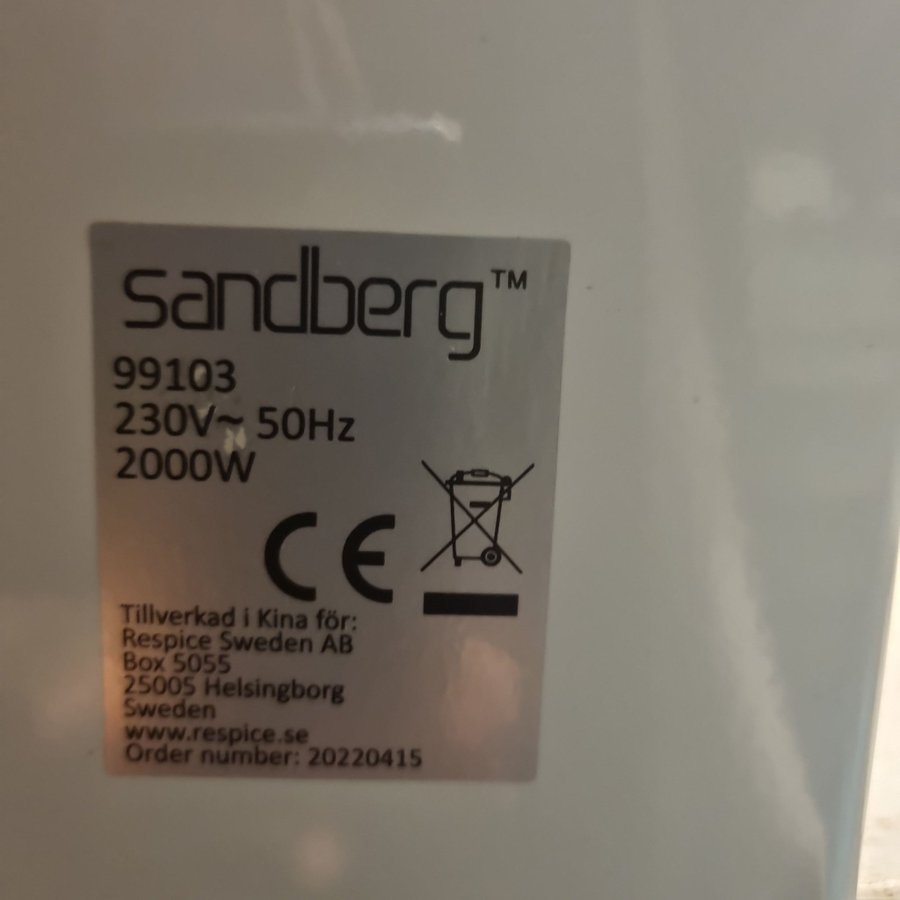 sandberg™
99103
230V~ 50Hz
2000W
CE
Tillverkad i Kina för:
Respice Sweden AB
Box 5055
25005 Helsingborg
Sweden
www.respice.se
Order number: 20220415